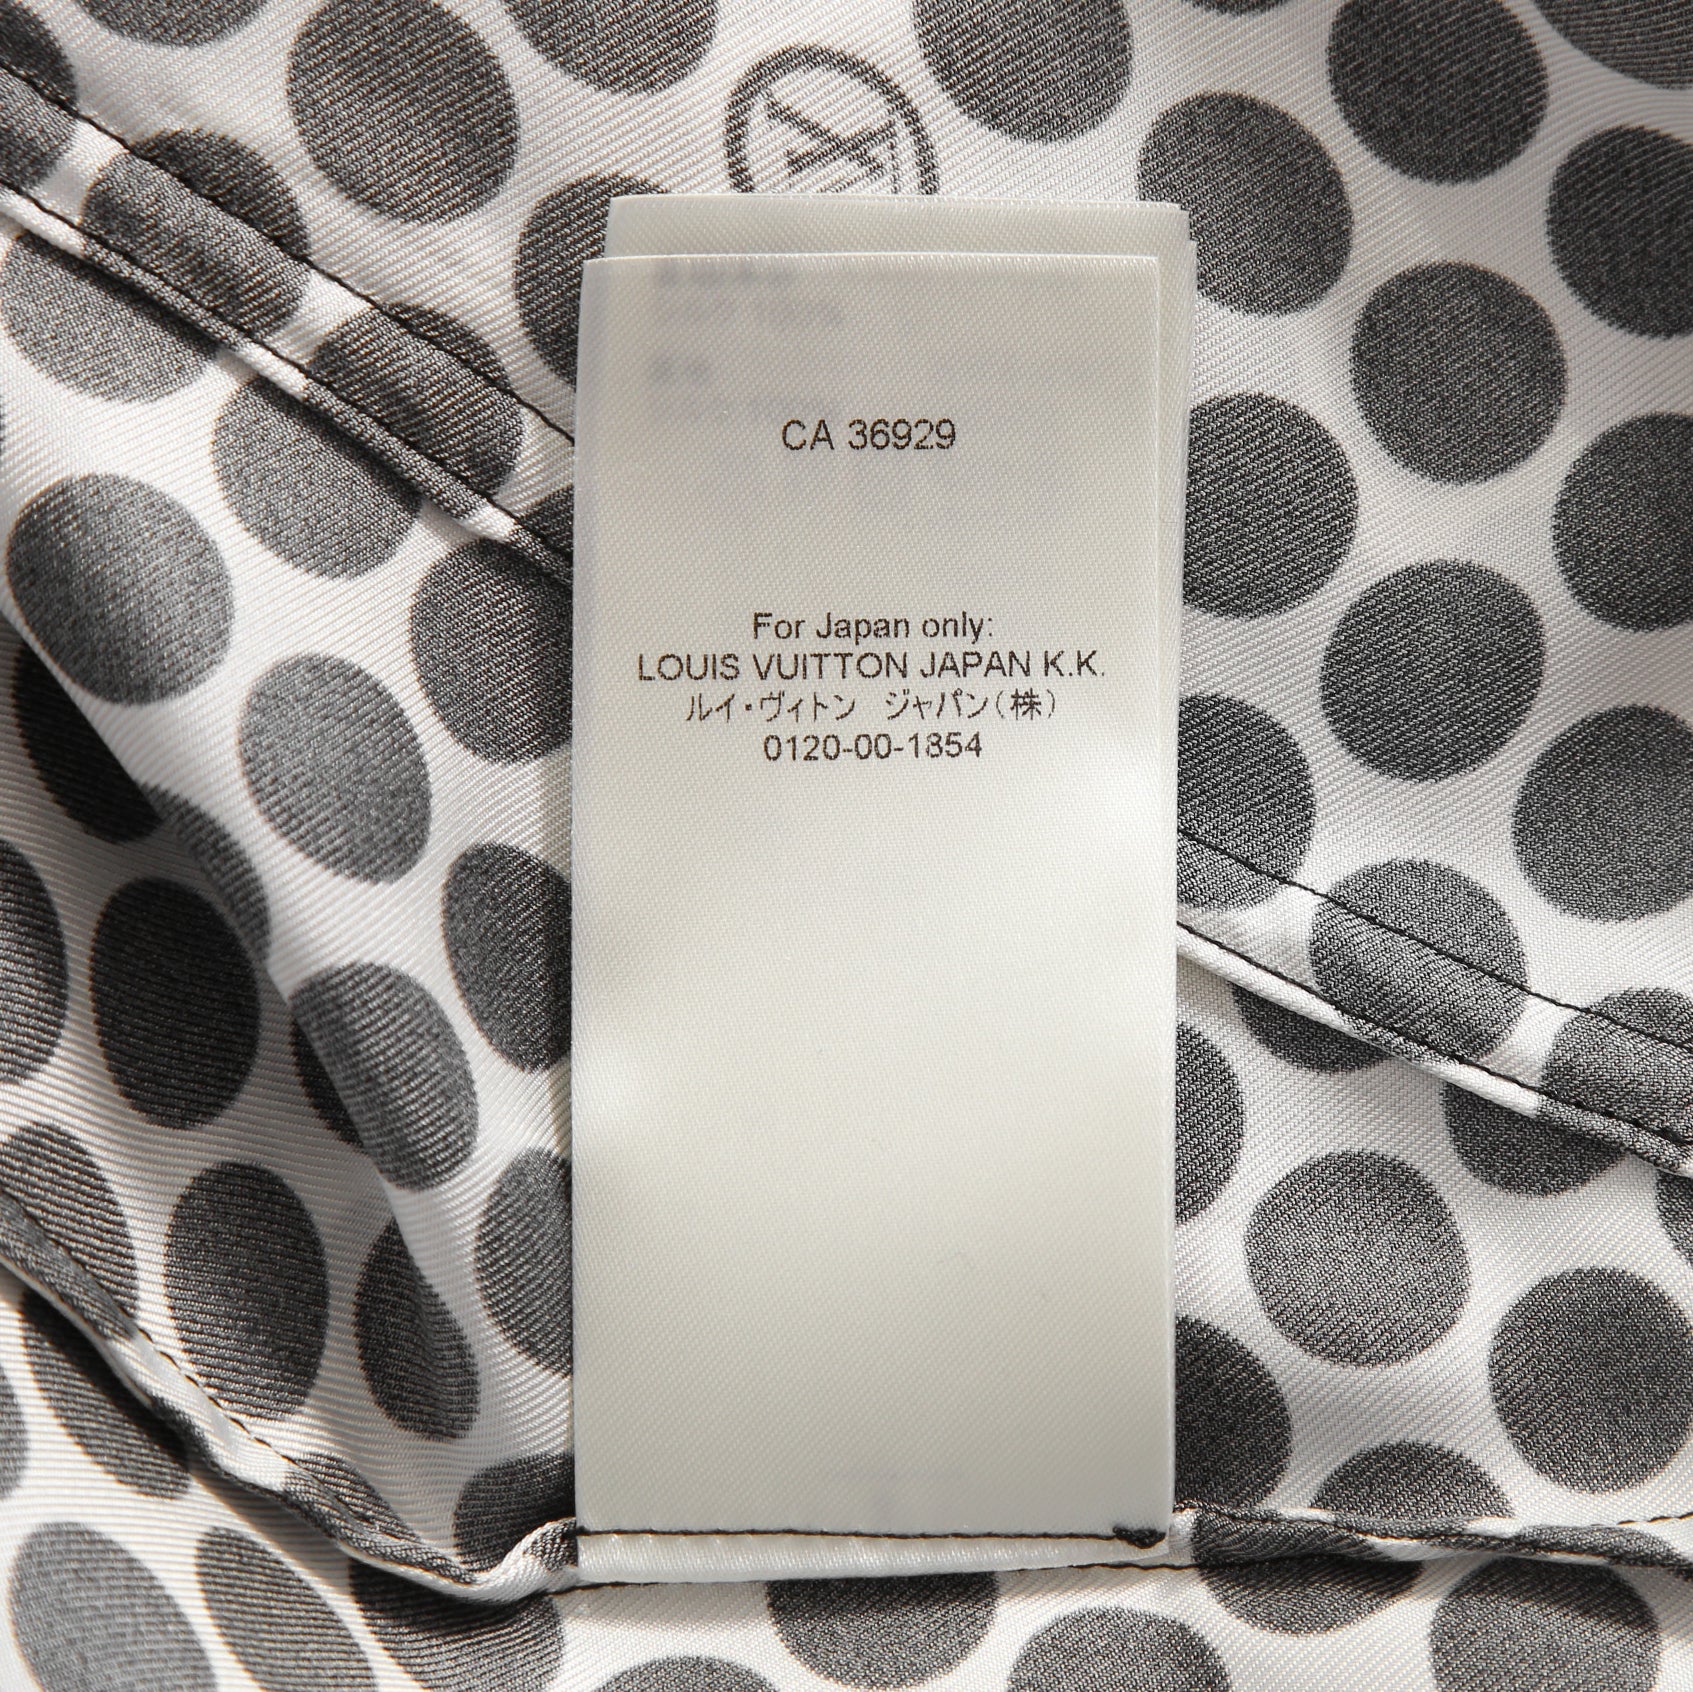 CA 36929
For Japan only:
LOUIS VUITTON JAPAN K.K.
ルイ・ヴィトン ジャパン(株)
0120-00-1854